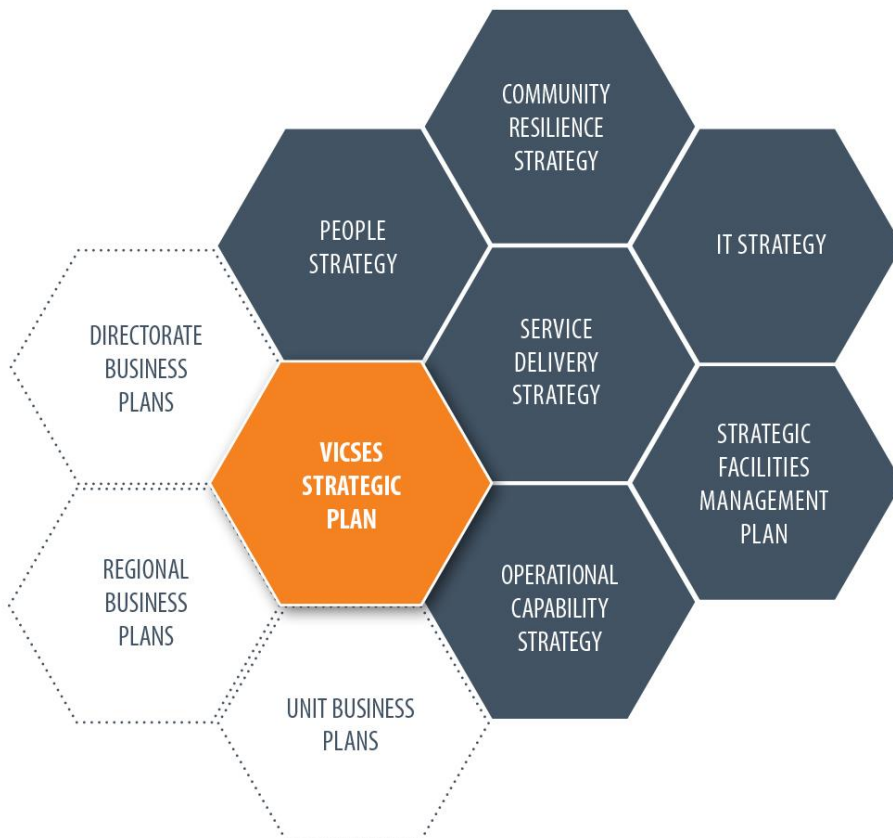 COMMUNITY
RESILIENCE
STRATEGY
PEOPLE
STRATEGY
IT STRATEGY
DIRECTORATE
BUSINESS
PLANS
SERVICE
DELIVERY
STRATEGY
VICSES
STRATEGIC
PLAN
STRATEGIC
FACILITIES
MANAGEMENT
PLAN
REGIONAL
BUSINESS
PLANS
OPERATIONAL
CAPABILITY
STRATEGY
UNIT BUSINESS
PLANS